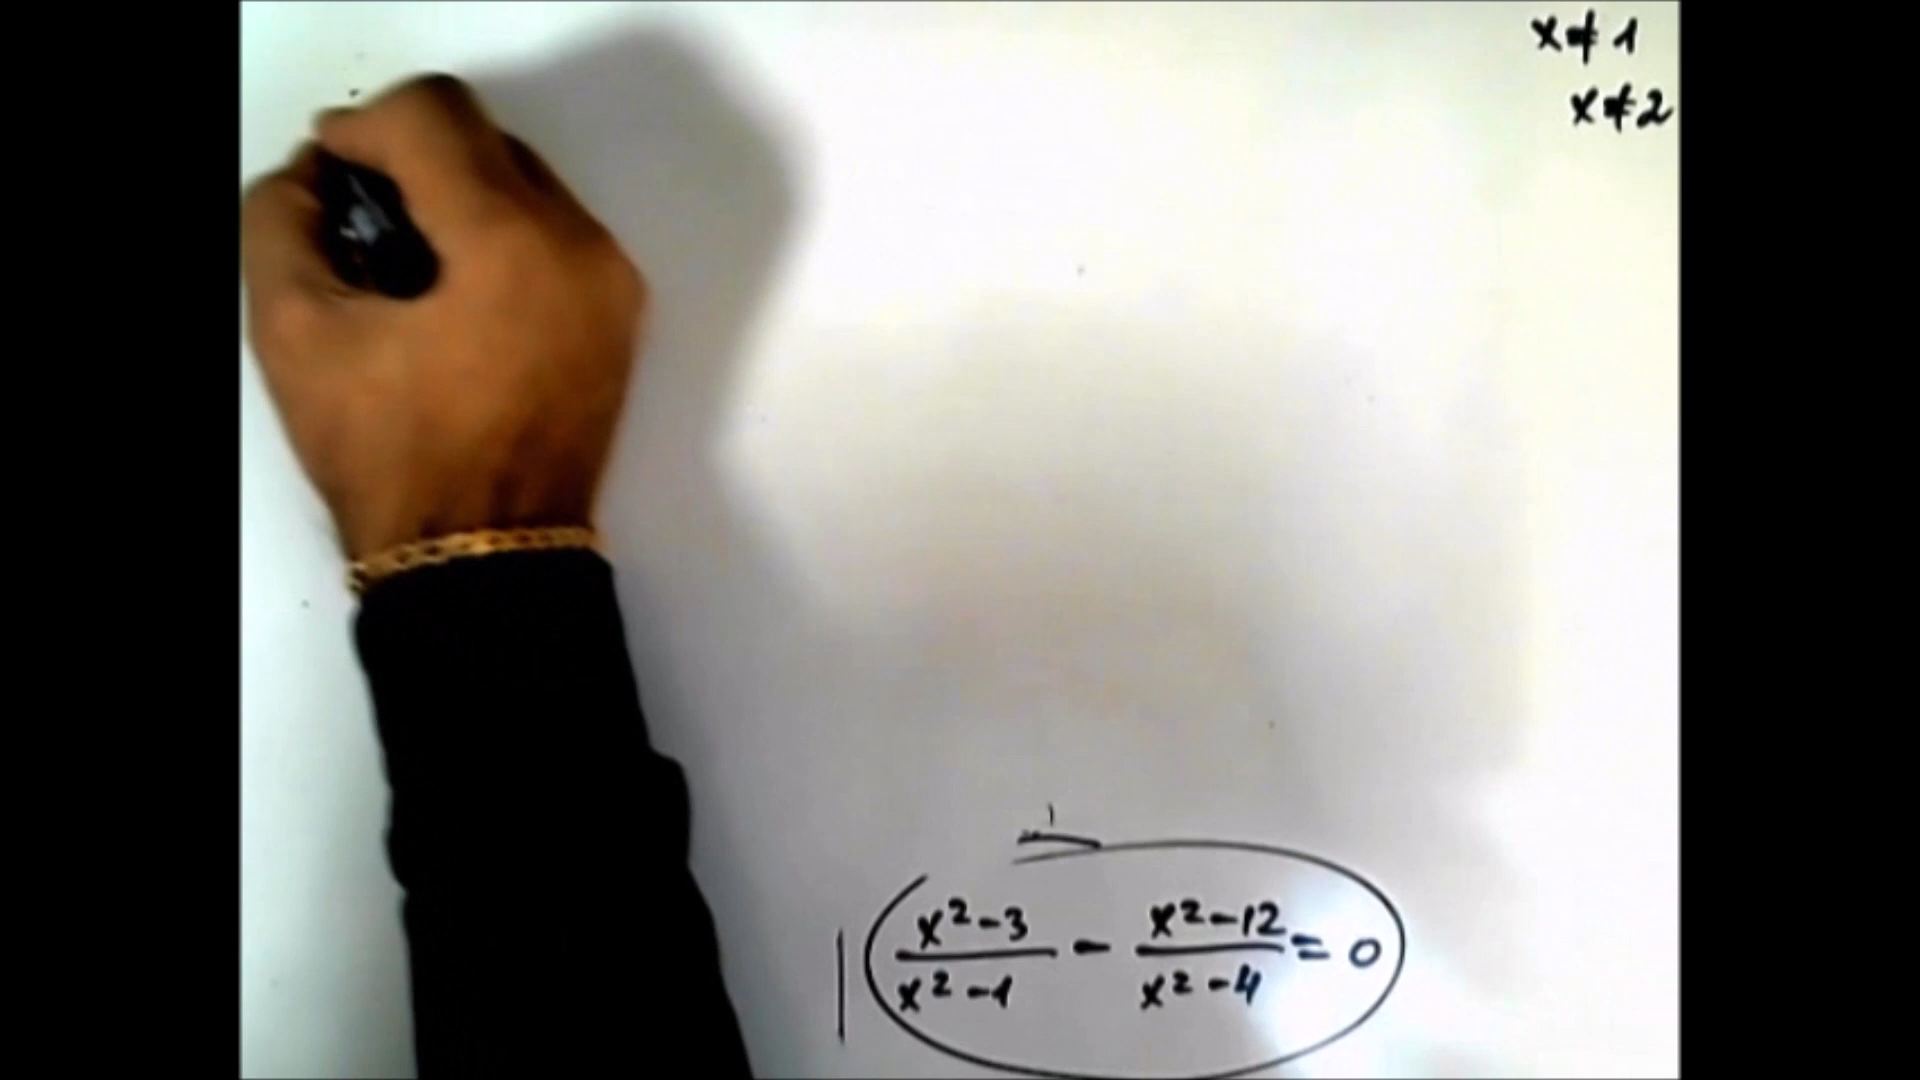 x ≠ 1
x ≠ 2
x² - 3 / x² - 1 - x² - 12 / x² - 4 = 0